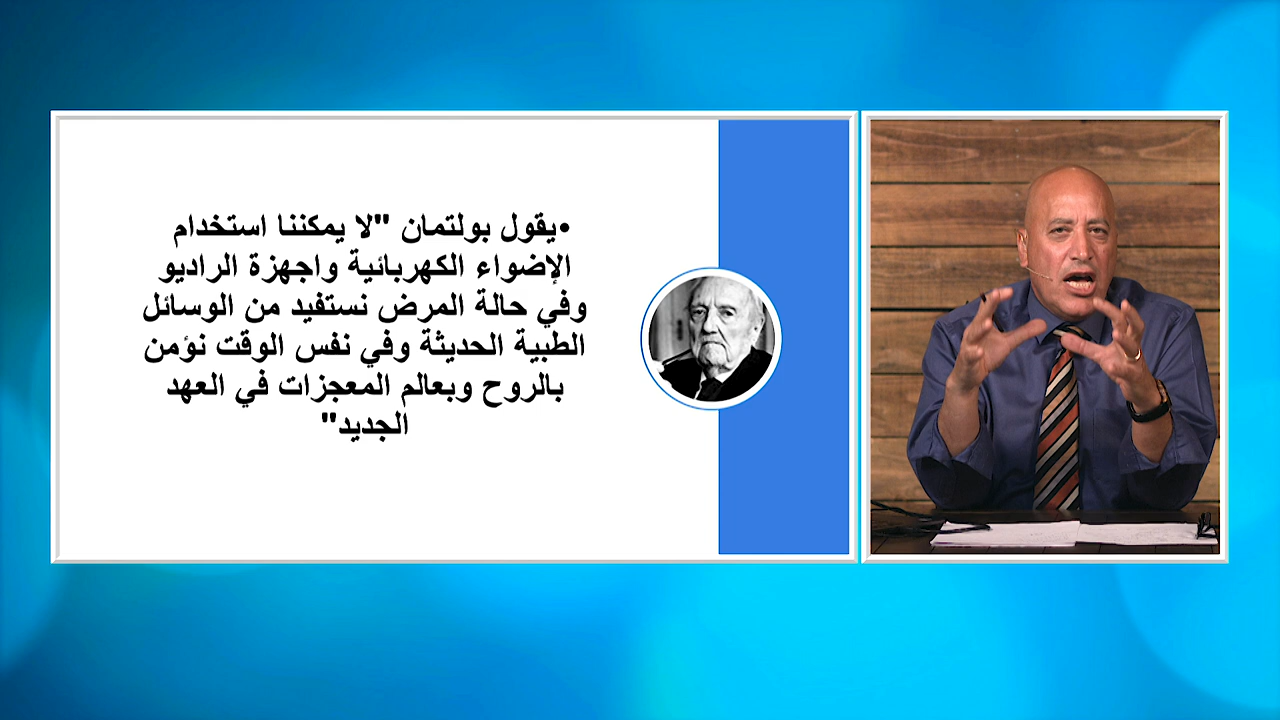 •يقول بولتمان "لا يمكننا استخدام
الإضواء الكهربائية واجهزة الراديو
وفي حالة المرض نستفيد من الوسائل
الطبية الحديثة وفي نفس الوقت نؤمن
بالروح وبعالم المعجزات في العهد
الجديد"